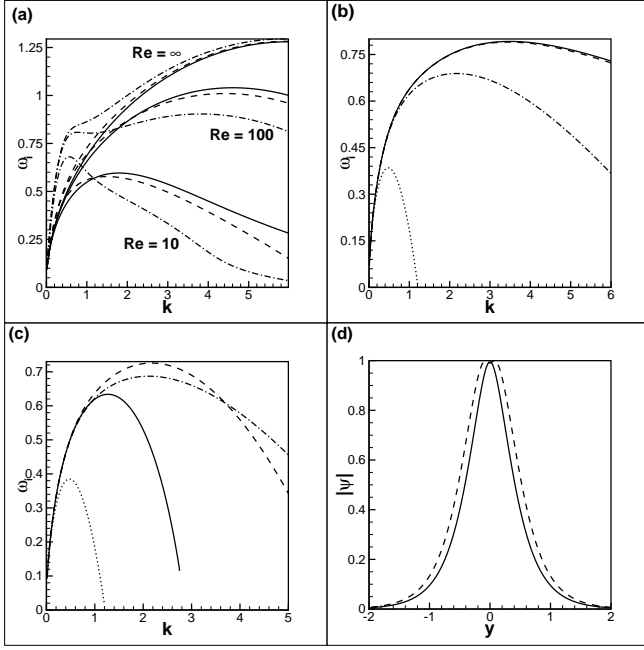 (a)
1.25
1
0.75
0.5
0.25
0
ωi
Re = ∞
Re = 100
Re = 10
0 1 2 3 4 5
k
(b)
0.75
0.6
0.45
0.3
0.15
0
ωi
0 1 2 3 4 5 6
k
(c)
0.7
0.6
0.5
0.4
0.3
0.2
0.1
0
ωi
0 1 2 3 4 5
k
(d)
1
0.8
0.6
0.4
0.2
0
|ψ|
-2 -1 0 1 2
y